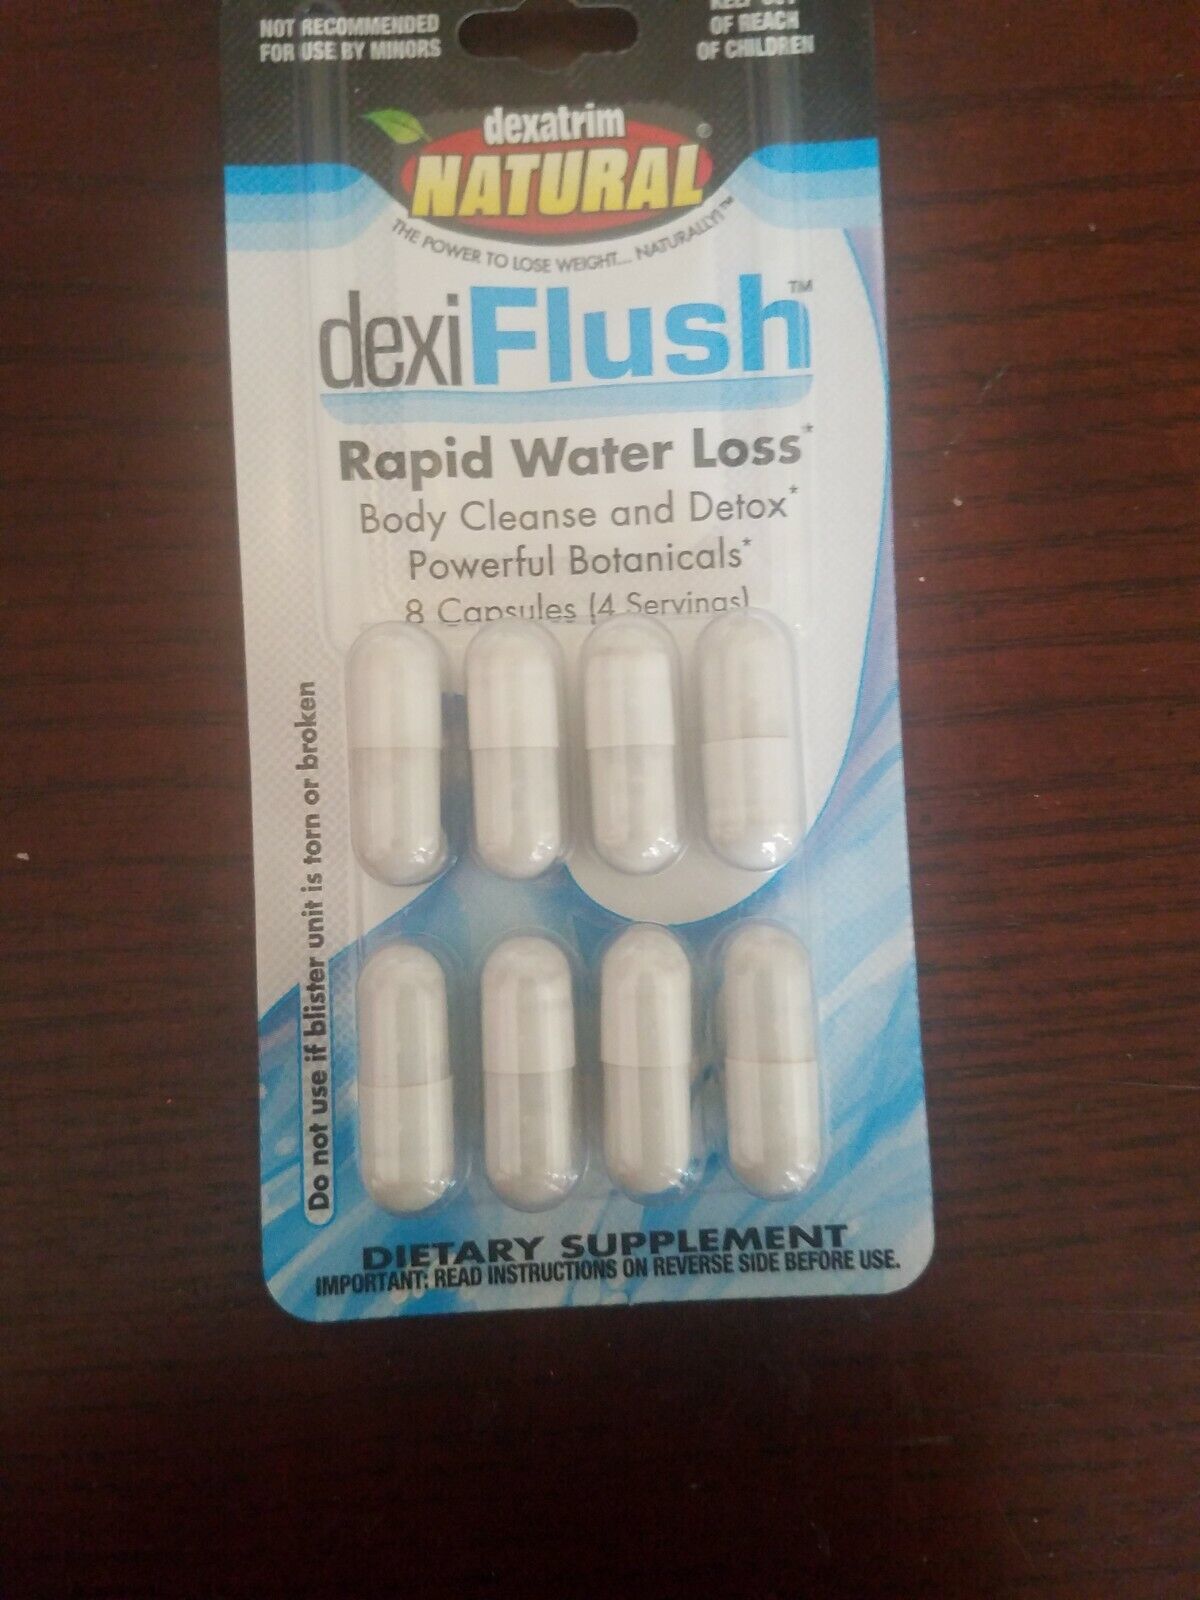 NOT RECOMMENDED
FOR USE BY MINORS
KEEP OUT
OF REACH
OF CHILDREN
dexatrim
NATURAL®
THE POWER TO LOSE WEIGHT... NATURALLY!™
dexiFlush™
Rapid Water Loss*
Body Cleanse and Detox*
Powerful Botanicals*
8 Capsules (4 Servings)
Do not use if blister unit is torn or broken
DIETARY SUPPLEMENT
IMPORTANT: READ INSTRUCTIONS ON REVERSE SIDE BEFORE USE.